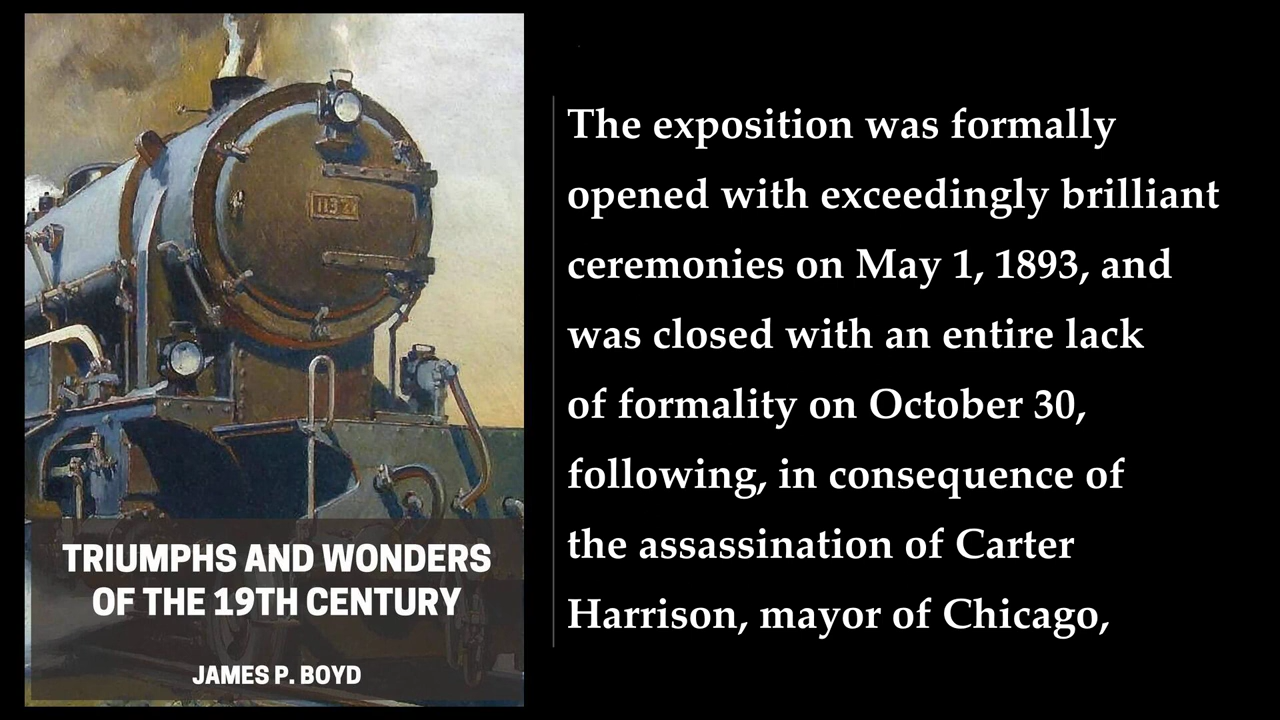 TRIUMPHS AND WONDERS
OF THE 19TH CENTURY
JAMES P. BOYD
The exposition was formally
opened with exceedingly brilliant
ceremonies on May 1, 1893, and
was closed with an entire lack
of formality on October 30,
following, in consequence of
the assassination of Carter
Harrison, mayor of Chicago,